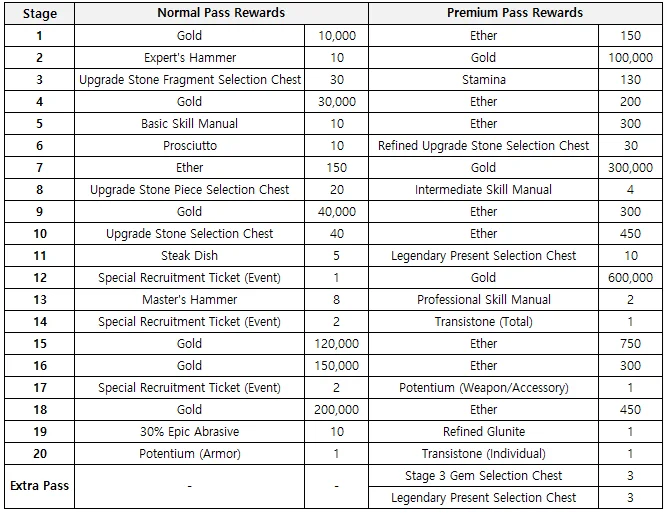 Stage Normal Pass Rewards Premium Pass Rewards
1 Gold 10,000 Ether 150
2 Expert's Hammer 10 Gold 100,000
3 Upgrade Stone Fragment Selection Chest 30 Stamina 130
4 Gold 30,000 Ether 200
5 Basic Skill Manual 10 Ether 300
6 Prosciutto 10 Refined Upgrade Stone Selection Chest 30
7 Ether 150 Gold 300,000
8 Upgrade Stone Piece Selection Chest 20 Intermediate Skill Manual 4
9 Gold 40,000 Ether 300
10 Upgrade Stone Selection Chest 40 Ether 450
11 Steak Dish 5 Legendary Present Selection Chest 10
12 Special Recruitment Ticket (Event) 1 Gold 600,000
13 Master's Hammer 8 Professional Skill Manual 2
14 Special Recruitment Ticket (Event) 2 Transistone (Total) 1
15 Gold 120,000 Ether 750
16 Gold 150,000 Ether 300
17 Special Recruitment Ticket (Event) 2 Potentium (Weapon/Accessory) 1
18 Gold 200,000 Ether 450
19 30% Epic Abrasive 10 Refined Glunite 1
20 Potentium (Armor) 1 Transistone (Individual) 1
Extra Pass - - Stage 3 Gem Selection Chest 3
Legendary Present Selection Chest 3